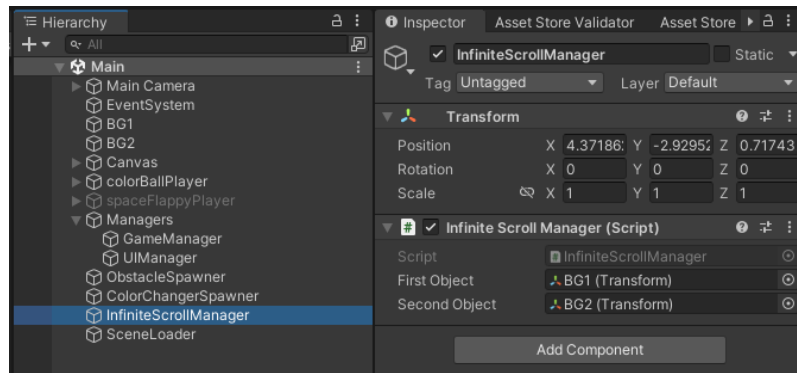 Hierarchy
All
Main
Main Camera
EventSystem
BG1
BG2
Canvas
colorBallPlayer
spaceFlappyPlayer
Managers
GameManager
UIManager
ObstacleSpawner
ColorChangerSpawner
InfiniteScrollManager
SceneLoader
Inspector Asset Store Validator Asset Store
InfiniteScrollManager Static
Tag Untagged Layer Default
Transform
Position X 4.37186 Y -2.92952 Z 0.71743
Rotation X 0 Y 0 Z 0
Scale X 1 Y 1 Z 1
# Infinite Scroll Manager (Script)
Script InfiniteScrollManager
First Object BG1 (Transform)
Second Object BG2 (Transform)
Add Component